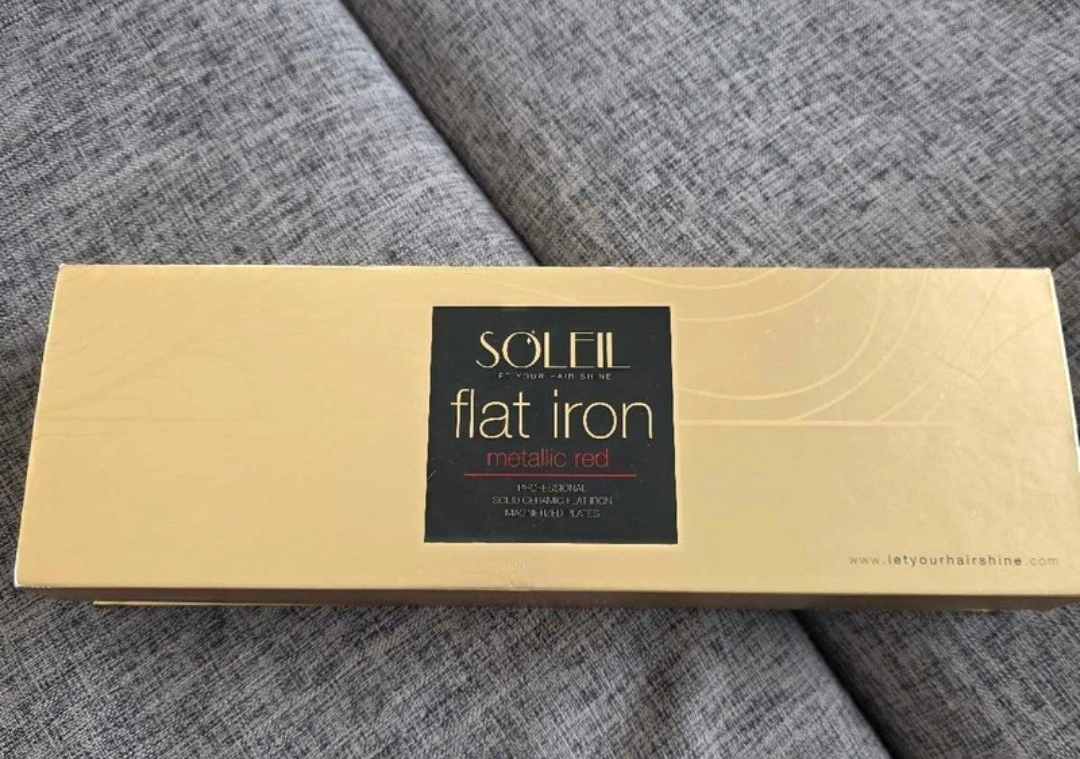 SOLEIL
LET YOUR HAIR SHINE
flat iron
metallic red
PROFESSIONAL
SOLID CERAMIC FLAT IRON
MAGNETIZED PLATES
www.letyourhairshine.com